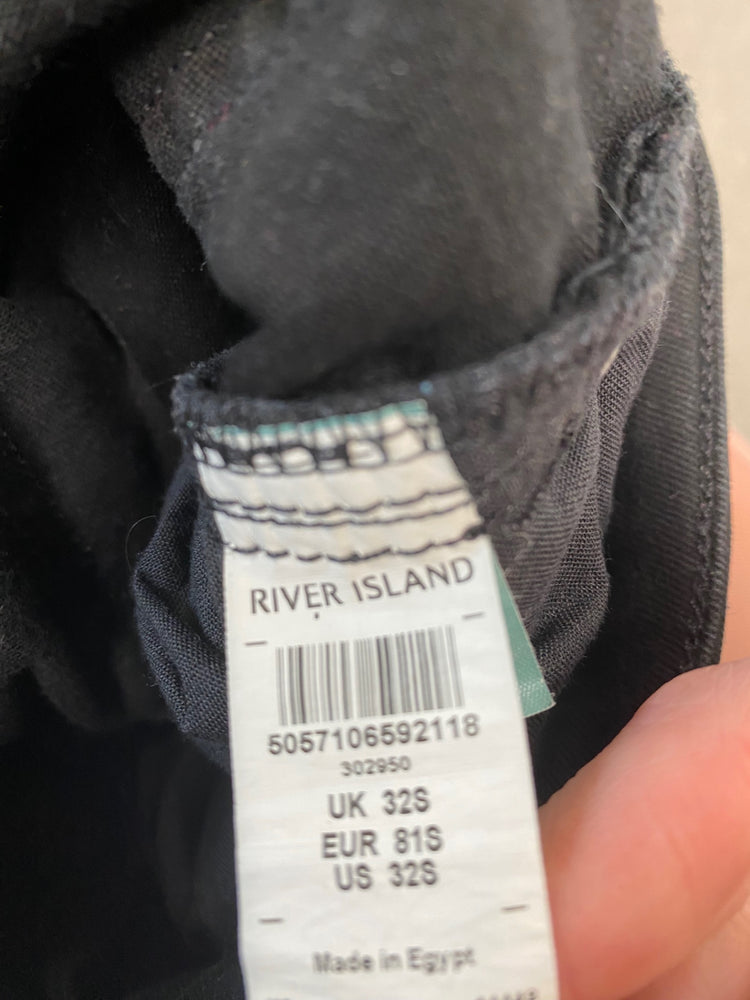 RIVER ISLAND
5057106592118
302950
UK 32S
EUR 81S
US 32S
Made in Egypt